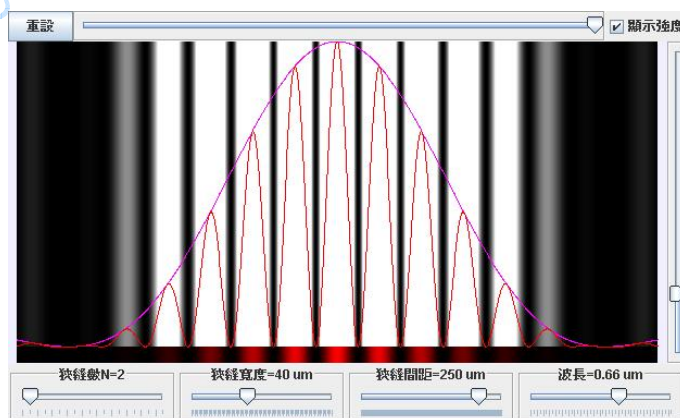 重設
顯示強度
狹縫數N=2
狹縫寬度=40 um
狹縫間距=250 um
波長=0.66 um